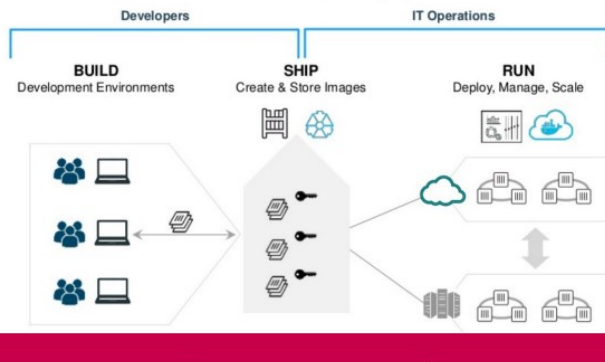 Developers
IT Operations
BUILD
Development Environments
SHIP
Create & Store Images
RUN
Deploy, Manage, Scale